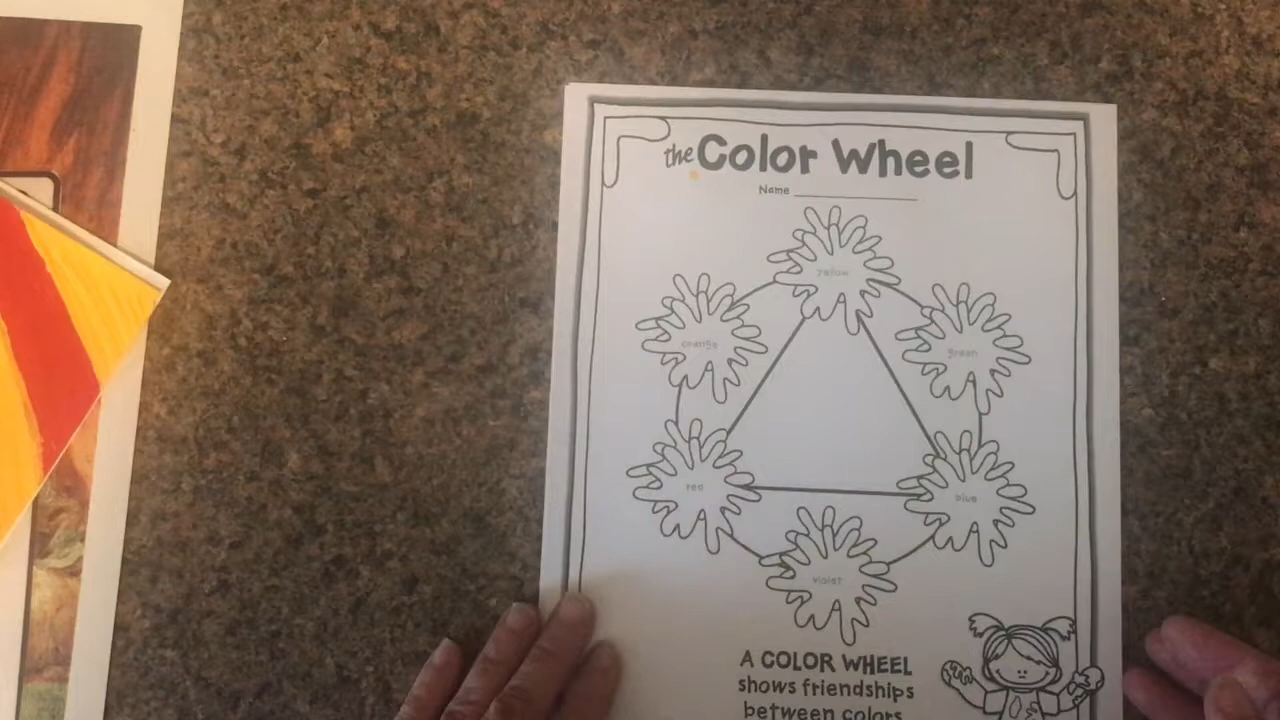 the Color Wheel
Name
yellow
orange
green
red
blue
violet
A COLOR WHEEL
shows friendships
between colors